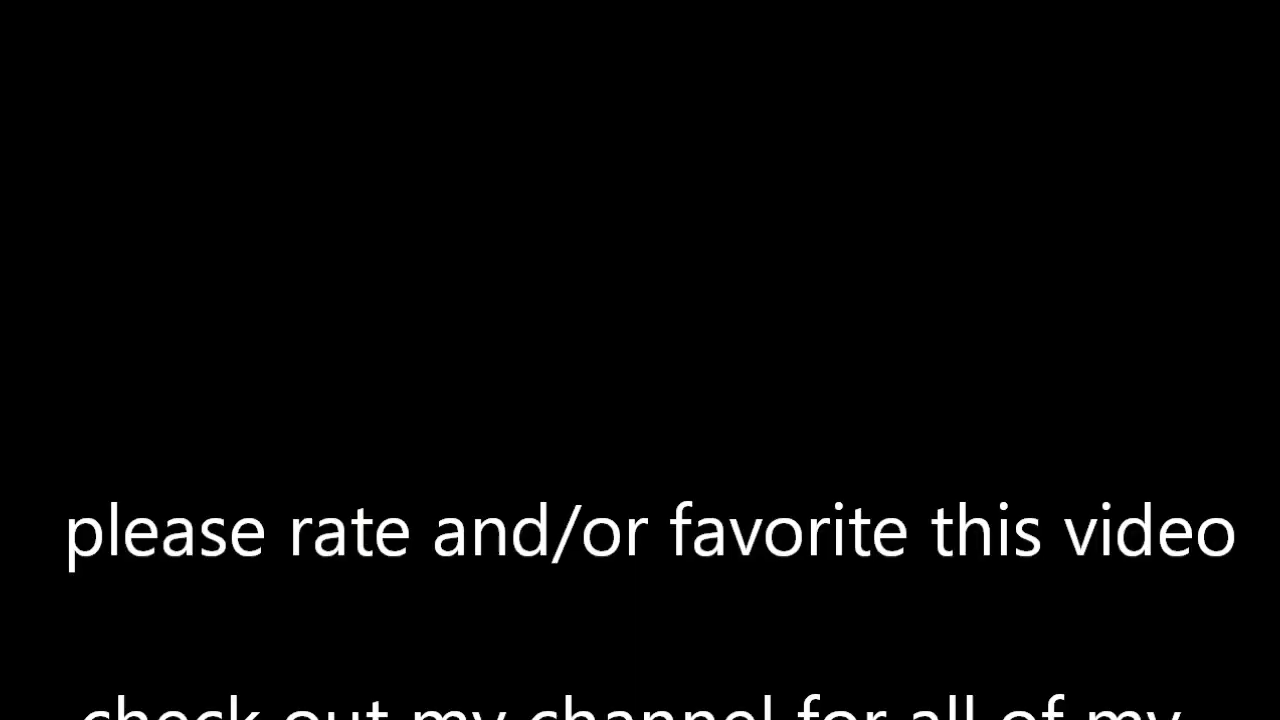 please rate and/or favorite this video
check out my channel for all of my